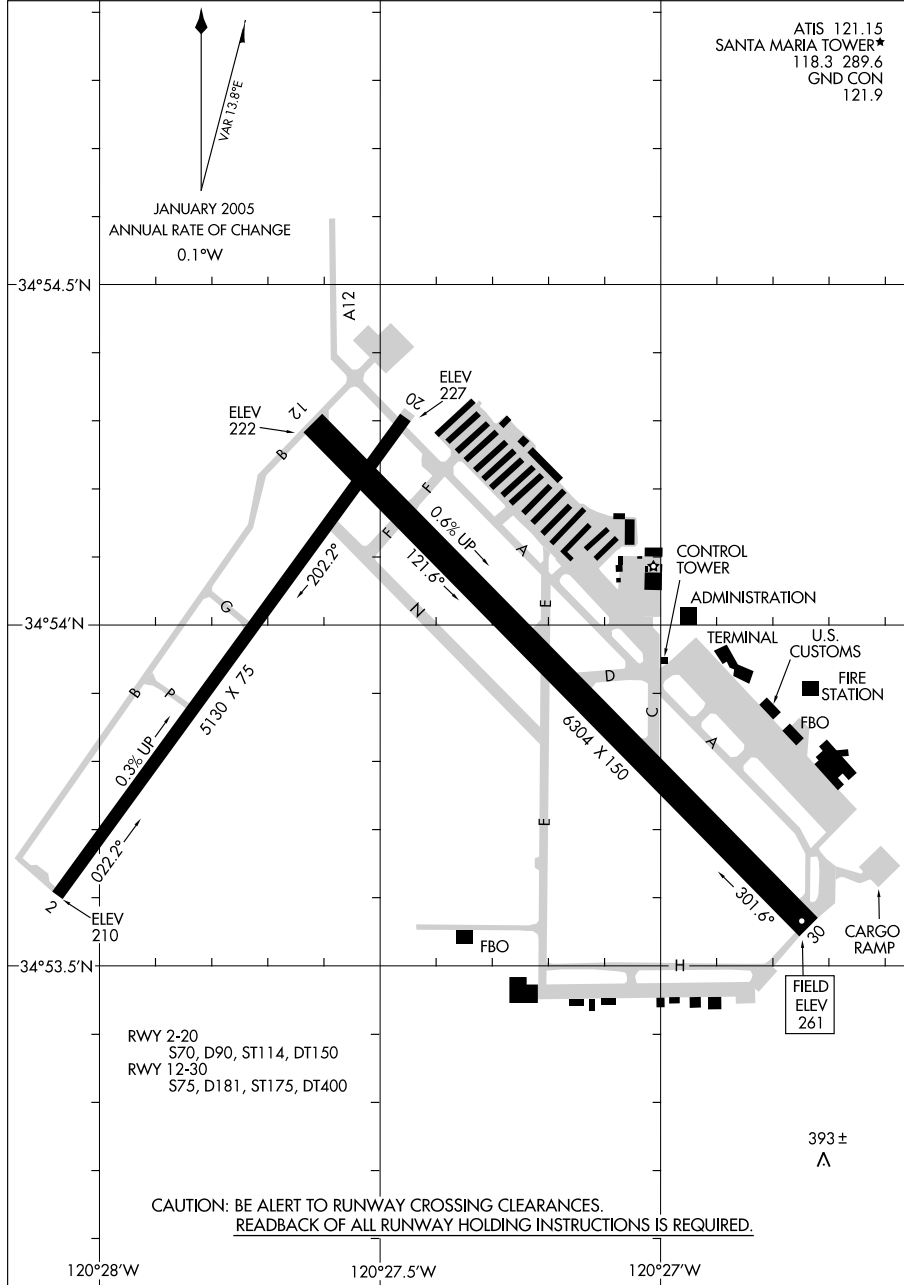 ATIS 121.15
SANTA MARIA TOWER★
118.3 289.6
GND CON
121.9
VAR 13.8°E
JANUARY 2005
ANNUAL RATE OF CHANGE
0.1°W
34°54.5'N
A12
ELEV
227
20
ELEV
222
12
B
F
F
A
0.6% UP
121.6°
202.2°
CONTROL
TOWER
ADMINISTRATION
34°54'N
G
N
E
TERMINAL
U.S.
CUSTOMS
D
FIRE
STATION
B
P
5130 X 75
C
FBO
A
6304 X 150
0.3% UP
E
022.2°
301.6°
2
ELEV
210
30
CARGO
RAMP
FBO
34°53.5'N
H
FIELD
ELEV
261
RWY 2-20
S70, D90, ST114, DT150
RWY 12-30
S75, D181, ST175, DT400
393 ±
CAUTION: BE ALERT TO RUNWAY CROSSING CLEARANCES.
READBACK OF ALL RUNWAY HOLDING INSTRUCTIONS IS REQUIRED.
120°28'W
120°27.5'W
120°27'W